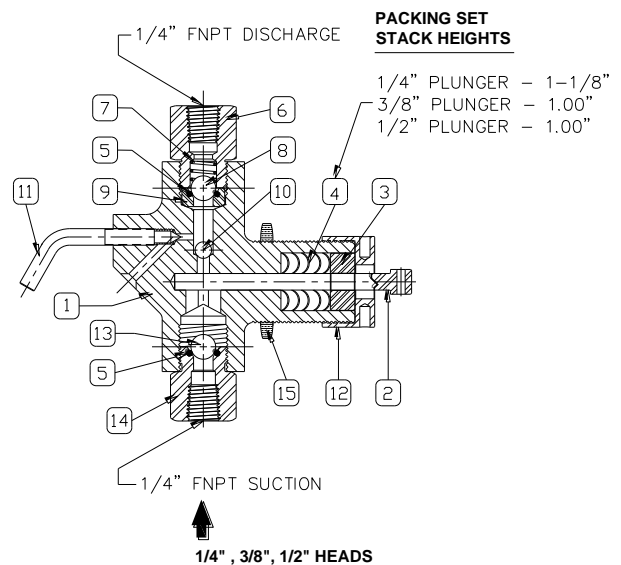 PACKING SET
STACK HEIGHTS
1/4" FNPT DISCHARGE
1/4" PLUNGER – 1-1/8"
3/8" PLUNGER – 1.00"
1/2" PLUNGER – 1.00"
7
6
5
8
11
9
10
4
3
1
13
5
15
12
2
14
1/4" FNPT SUCTION
1/4" , 3/8", 1/2" HEADS